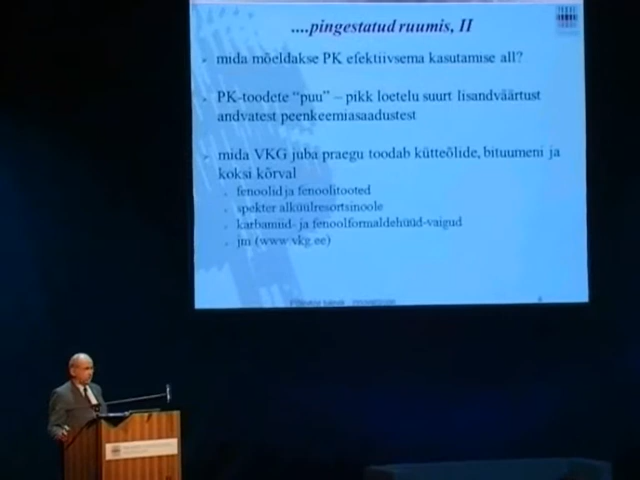 ....pingestatud ruumis, II
mida mõeldakse PK efektiivsema kasutamise all?
PK-toodete “puu” – pikk loetelu suurt lisandväärtust
andvatest peenkeemiasaadustest
mida VKG juba praegu toodab kütteõlide, bituumeni ja
koksi kõrval
fenoolid ja fenoolitooted
spekter alküülresortsinoole
karbamiid- ja fenoolformaldehüüd-vaigud
jm (www.vkg.ee)